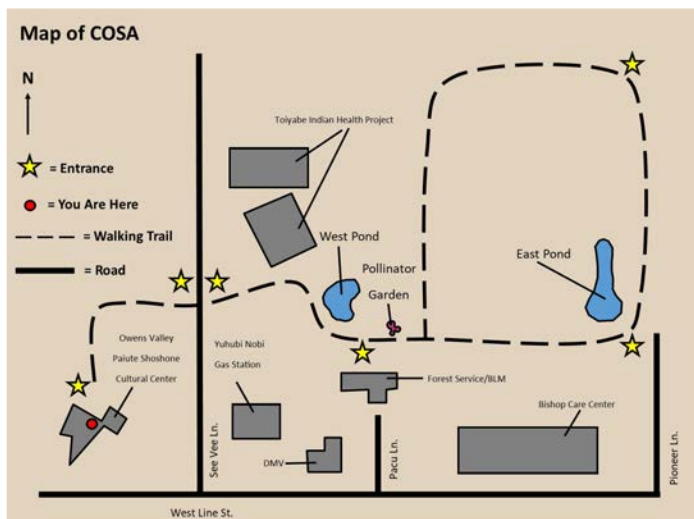 Map of COSA
N
= Entrance
= You Are Here
= Walking Trail
= Road
Toiyabe Indian Health Project
West Pond
Pollinator
Garden
East Pond
Owens Valley
Paiute Shoshone
Cultural Center
Yuhubi Nobi
Gas Station
Forest Service/BLM
Bishop Care Center
DMV
See Vee Ln.
Pacu Ln.
Pioneer Ln.
West Line St.